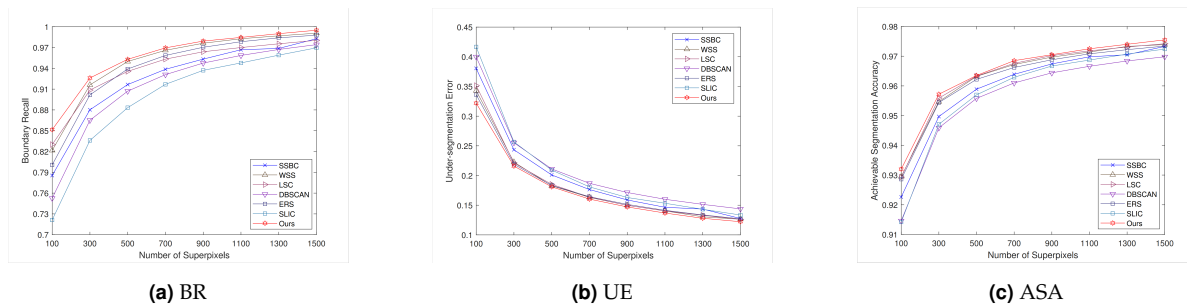 1
0.97
0.94
0.91
0.88
0.85
0.82
0.79
0.76
0.73
0.7
Boundary Recall
SSBC
WSS
LSC
DBSCAN
ERS
SLIC
Ours
100 300 500 700 900 1100 1300 1500
Number of Superpixels
(a) BR
0.45
0.4
0.35
0.3
0.25
0.2
0.15
0.1
Under-segmentation Error
SSBC
WSS
LSC
DBSCAN
ERS
SLIC
Ours
100 300 500 700 900 1100 1300 1500
Number of Superpixels
(b) UE
0.98
0.97
0.96
0.95
0.94
0.93
0.92
0.91
Achievable Segmentation Accuracy
SSBC
WSS
LSC
DBSCAN
ERS
SLIC
Ours
100 300 500 700 900 1100 1300 1500
Number of Superpixels
(c) ASA